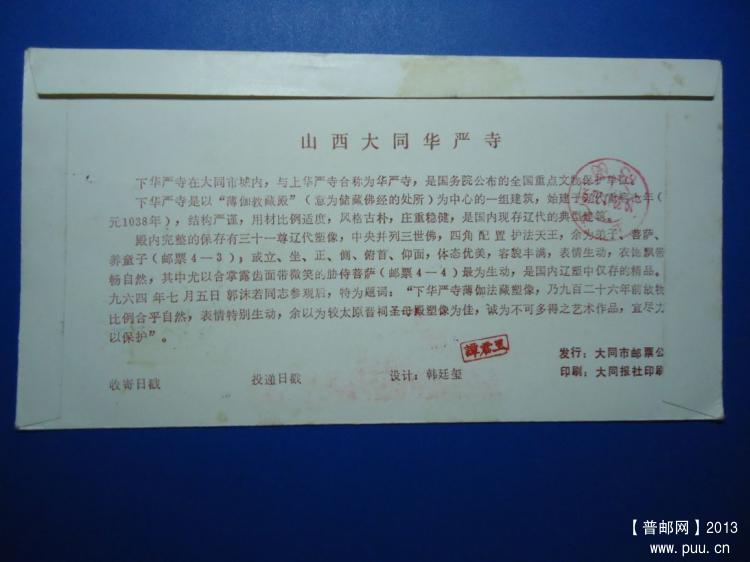 山西大同华严寺
下华严寺在大同市城内，与上华严寺合称为华严寺，是国务院公布的全国重点文物保护单位。
下华严寺是以“薄伽教藏殿”（意为储藏佛经的处所）为中心的一组建筑，始建于辽代重熙七年（
元1038年），结构严谨，用材比例适度，风格古朴，庄重稳健，是国内现存辽代的典型建筑。
殿内完整的保存有三十一尊辽代塑像，中央并列三世佛，四角配置护法天王，余为弟子、菩萨、
养童子（邮票4—3）；或立、坐、正、侧、俯首、仰面，体态优美，容貌丰满，表情生动，衣饰飘带
畅自然，其中尤以合掌露齿面带微笑的胁侍菩萨（邮票4—4）最为生动，是国内辽塑中仅存的精品。
九六四年七月五日郭沫若同志参观后，特为题词：“下华严寺薄伽法藏塑像，乃九百二十六年前故物
比例合乎自然，表情特别生动，余以为较太原晋祠圣母殿塑像为佳，诚为不可多得之艺术作品，宜尽力
以保护”。
发行：大同市邮票公
收寄日戳 投递日戳 设计：韩廷玺 印刷：大同报社印刷
【普邮网】2013
www.puu.cn